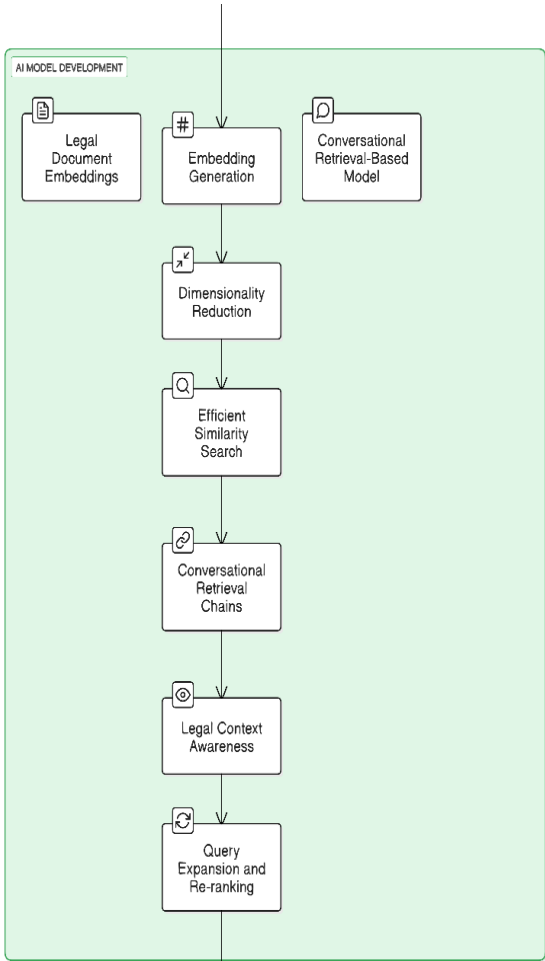 AI MODEL DEVELOPMENT
Legal
Document
Embeddings
Embedding
Generation
Conversational
Retrieval-Based
Model
Dimensionality
Reduction
Efficient
Similarity
Search
Conversational
Retrieval
Chains
Legal Context
Awareness
Query
Expansion and
Re-ranking